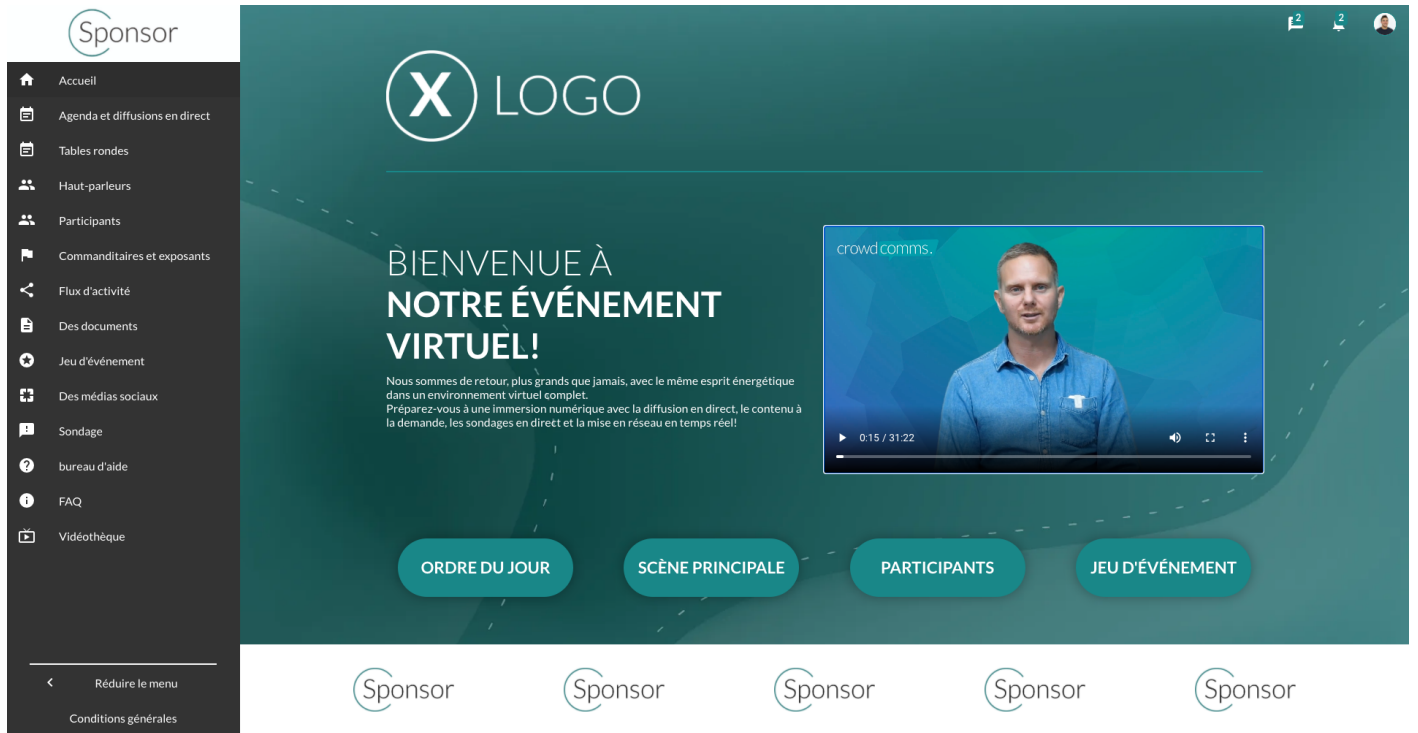 Sponsor
Accueil
Agenda et diffusions en direct
Tables rondes
Haut-parleurs
Participants
Commanditaires et exposants
Flux d'activité
Des documents
Jeu d'événement
Des médias sociaux
Sondage
bureau d'aide
FAQ
Vidéothèque
Réduire le menu
Conditions générales
2
2
X LOGO
BIENVENUE À
NOTRE ÉVÉNEMENT
VIRTUEL!
Nous sommes de retour, plus grands que jamais, avec le même esprit énergétique
dans un environnement virtuel complet.
Préparez-vous à une immersion numérique avec la diffusion en direct, le contenu à
la demande, les sondages en direct et la mise en réseau en temps réel!
crowdcomms.
0:15 / 31:22
ORDRE DU JOUR
SCÈNE PRINCIPALE
PARTICIPANTS
JEU D'ÉVÉNEMENT
Sponsor
Sponsor
Sponsor
Sponsor
Sponsor